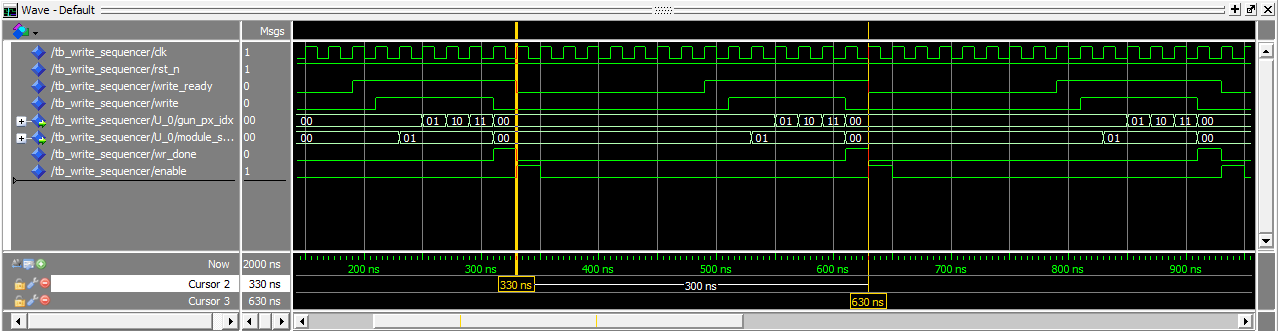 Wave - Default
Msgs
/tb_write_sequencer/clk 1
/tb_write_sequencer/rst_n 1
/tb_write_sequencer/write_ready 0
/tb_write_sequencer/write 0
/tb_write_sequencer/U_0/gun_px_idx 00 00 01 10 11 00 01 10 11 00 01 10 11 00
/tb_write_sequencer/U_0/module_s... 00 00 01 00 01 00 01 00
/tb_write_sequencer/wr_done 0
/tb_write_sequencer/enable 1
Now 2000 ns 200 ns 300 ns 400 ns 500 ns 600 ns 700 ns 800 ns 900 ns
Cursor 2 330 ns 330 ns 300 ns
Cursor 3 630 ns 630 ns